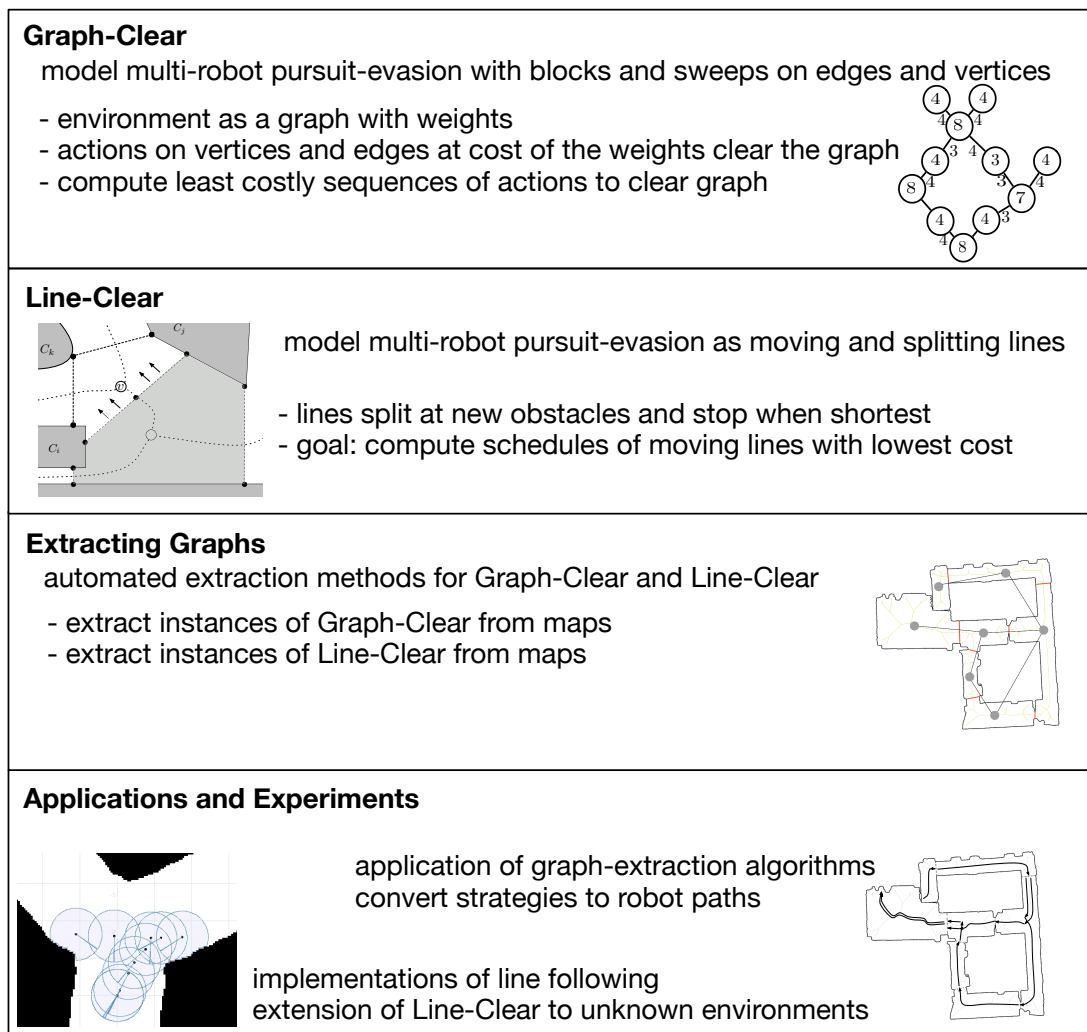 Graph-Clear
model multi-robot pursuit-evasion with blocks and sweeps on edges and vertices
- environment as a graph with weights
- actions on vertices and edges at cost of the weights clear the graph
- compute least costly sequences of actions to clear graph
4 4
4 8 4
3 4
4 3 4
4 3 4
8 7
4 4 3
4 8
Line-Clear
C_j
C_k
v
C_i
model multi-robot pursuit-evasion as moving and splitting lines
- lines split at new obstacles and stop when shortest
- goal: compute schedules of moving lines with lowest cost
Extracting Graphs
automated extraction methods for Graph-Clear and Line-Clear
- extract instances of Graph-Clear from maps
- extract instances of Line-Clear from maps
Applications and Experiments
application of graph-extraction algorithms
convert strategies to robot paths
implementations of line following
extension of Line-Clear to unknown environments